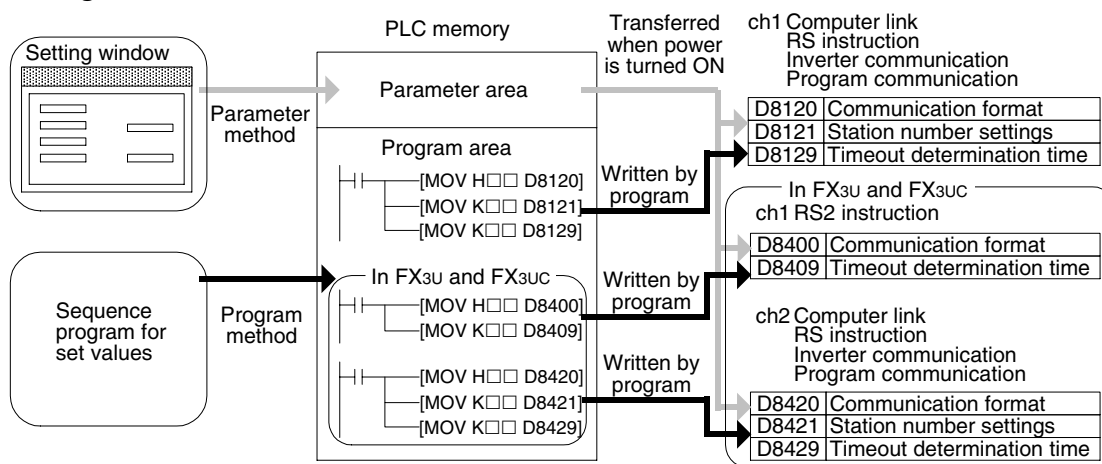 Setting window
Parameter
method
PLC memory
Parameter area
Program area
[MOV H□□ D8120]
[MOV K□□ D8121]
[MOV K□□ D8129]
Transferred
when power
is turned ON
Written by
program
ch1 Computer link
RS instruction
Inverter communication
Program communication
D8120 Communication format
D8121 Station number settings
D8129 Timeout determination time
Sequence
program for
set values
Program
method
In FX3U and FX3UC
[MOV H□□ D8400]
[MOV K□□ D8409]
[MOV H□□ D8420]
[MOV K□□ D8421]
[MOV K□□ D8429]
Written by
program
Written by
program
In FX3U and FX3UC
ch1 RS2 instruction
D8400 Communication format
D8409 Timeout determination time
ch2 Computer link
RS instruction
Inverter communication
Program communication
D8420 Communication format
D8421 Station number settings
D8429 Timeout determination time